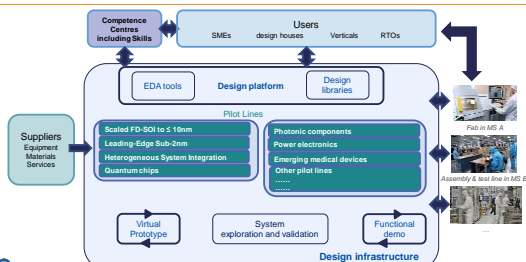 Competence
Centres
including Skills
Users
SMEs design houses Verticals RTOs
EDA tools
Design platform
Design
libraries
Pilot Lines
Suppliers
Equipment
Materials
Services
Scaled FD-SOI to ≤ 10nm
Leading-Edge Sub-2nm
Heterogeneous System Integration
Quantum chips
Photonic components
Power electronics
Emerging medical devices
Other pilot lines
......
......
Fab in MS A
Assembly & test line in MS B
...
Virtual
Prototype
System
exploration and validation
Functional
demo
Design infrastructure